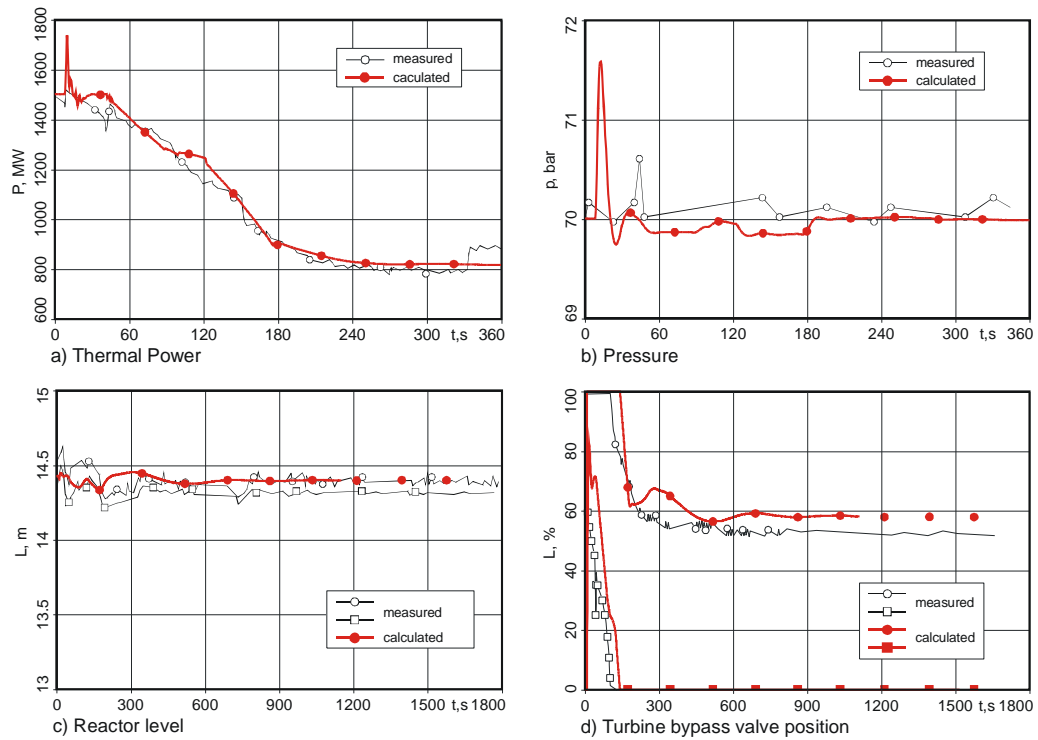 P, MW
1800
1600
1400
1200
1000
800
600
measured
caculated
0 60 120 180 240 300 t,s 360
a) Thermal Power
p, bar
72
71
70
69
measured
calculated
0 60 120 180 240 300 t,s 360
b) Pressure
L, m
15
14.5
14
13.5
13
measured
calculated
0 300 600 900 1200 1500 t,s 1800
c) Reactor level
L, %
100
80
60
40
20
0
measured
calculated
0 300 600 900 1200 1500 t,s 1800
d) Turbine bypass valve position